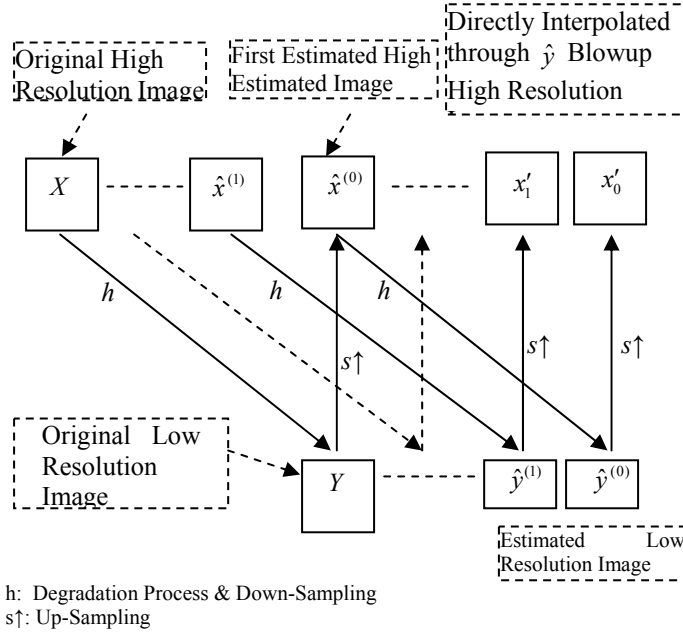 Original High
Resolution Image
First Estimated High
Estimated Image
Directly Interpolated
through ŷ Blowup
High Resolution
X
x̂⁽¹⁾
x̂⁽⁰⁾
x′₁
x′₀
h
h
h
s↑
s↑
s↑
Original Low
Resolution
Image
Y
ŷ⁽¹⁾
ŷ⁽⁰⁾
Estimated Low
Resolution Image
h: Degradation Process & Down-Sampling
s↑: Up-Sampling